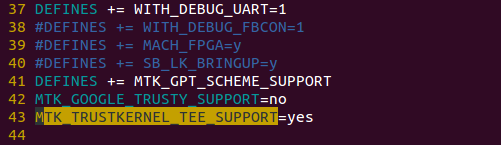 37 DEFINES += WITH_DEBUG_UART=1
38 #DEFINES += WITH_DEBUG_FBCON=1
39 #DEFINES += MACH_FPGA=y
40 #DEFINES += SB_LK_BRINGUP=y
41 DEFINES += MTK_GPT_SCHEME_SUPPORT
42 MTK_GOOGLE_TRUSTY_SUPPORT=no
43 MTK_TRUSTKERNEL_TEE_SUPPORT=yes
44